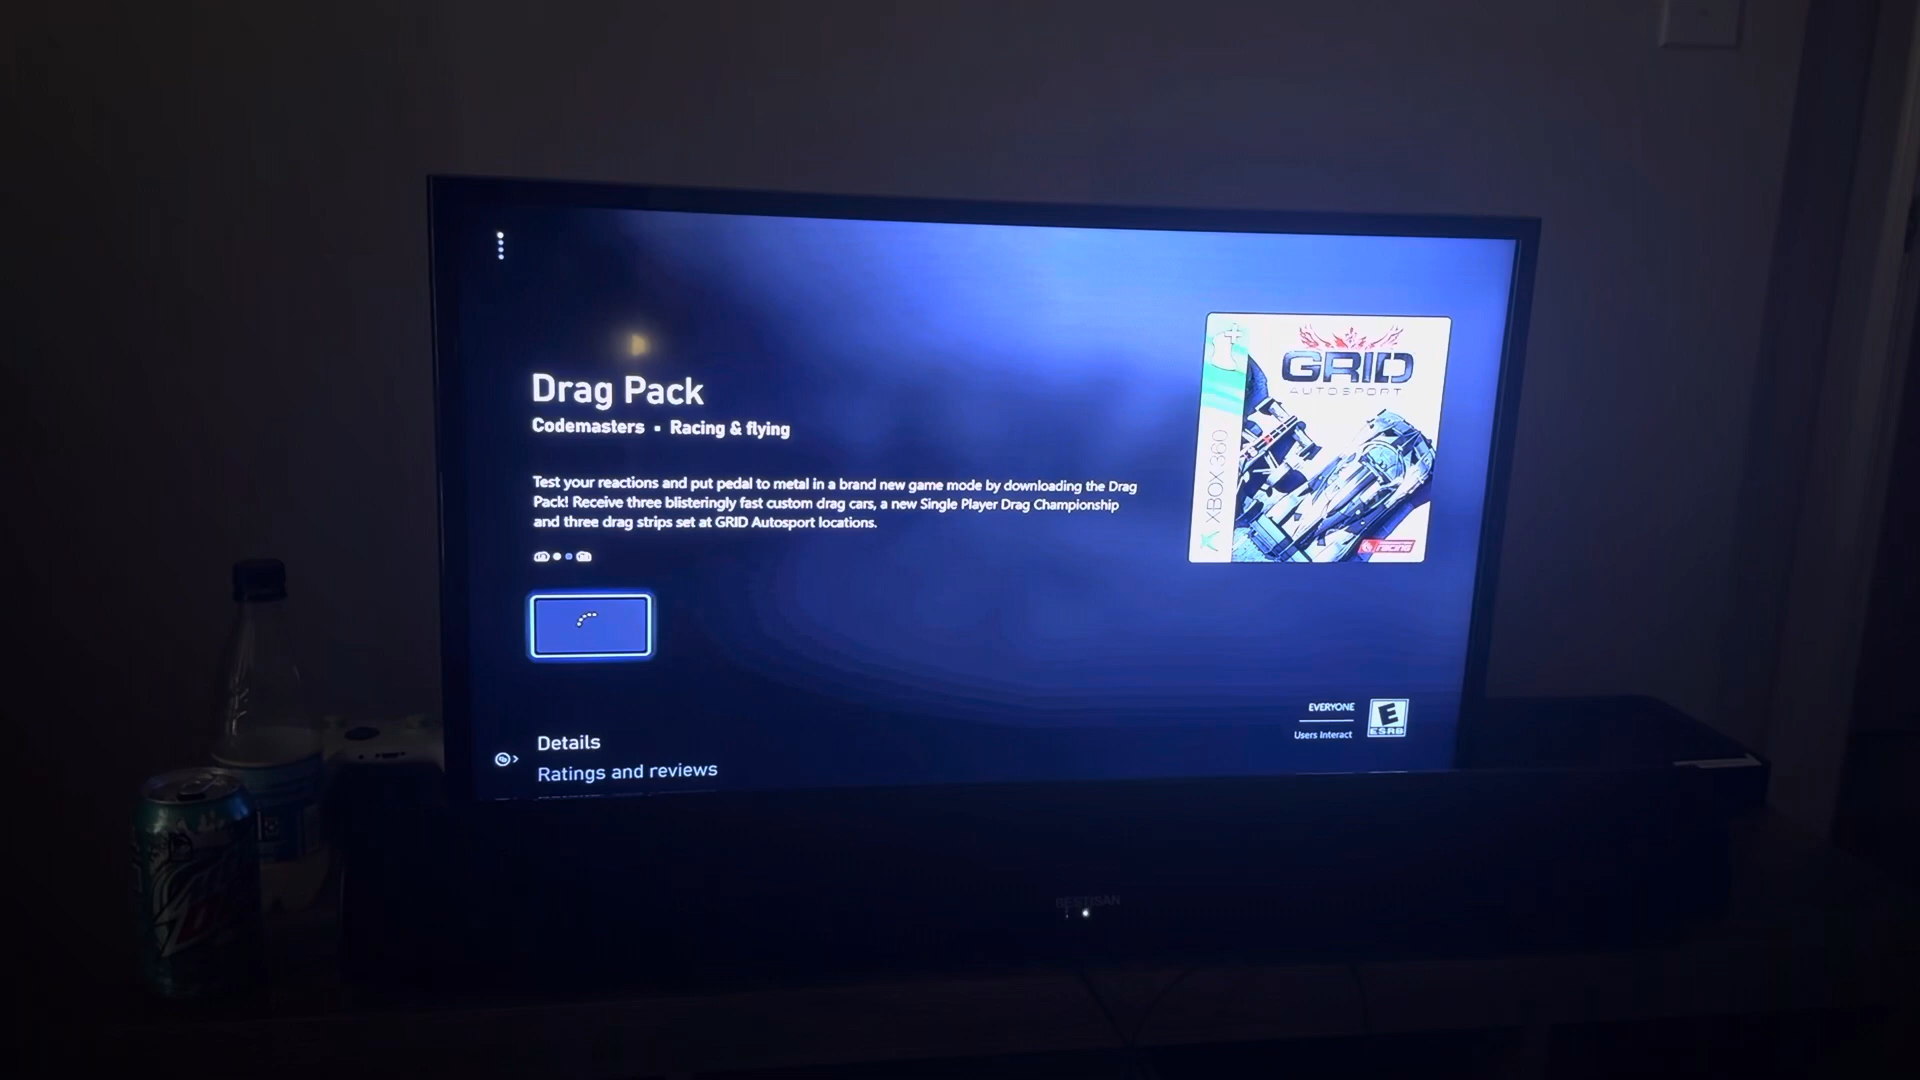 Drag Pack
Codemasters ▪ Racing & flying
Test your reactions and put pedal to metal in a brand new game mode by downloading the Drag
Pack! Receive three blisteringly fast custom drag cars, a new Single Player Drag Championship
and three drag strips set at GRID Autosport locations.
GRID
AUTOSPORT
XBOX 360
racing
EVERYONE
Users Interact
E
ESRB
Details
Ratings and reviews
BESTISAN